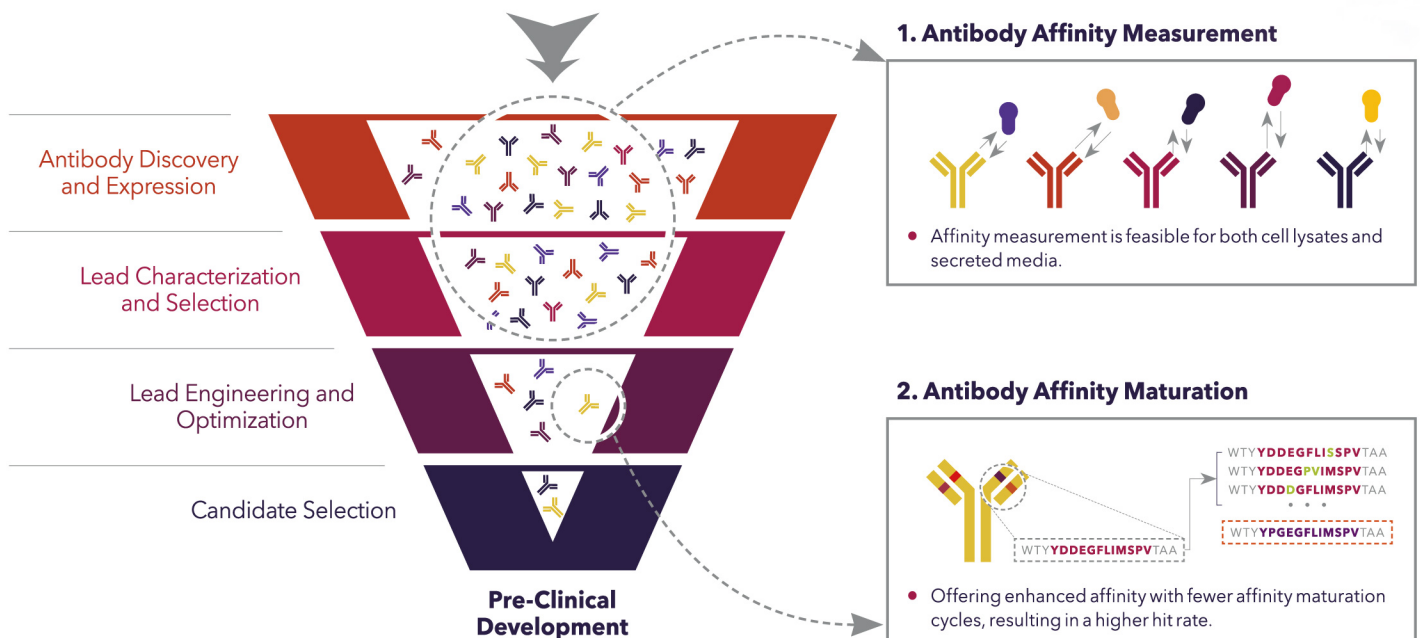 Antibody Discovery
and Expression
Lead Characterization
and Selection
Lead Engineering and
Optimization
Candidate Selection
Pre-Clinical
Development
1. Antibody Affinity Measurement
• Affinity measurement is feasible for both cell lysates and
secreted media.
2. Antibody Affinity Maturation
WTYYDDEGFLIMSPVTAA
WTYYDDEGFLISSPVTAA
WTYYDDEGPVIMSPVTAA
WTYYDDDGFLIMSPVTAA
• • •
WTYYPGEGFLIMSPVTAA
• Offering enhanced affinity with fewer affinity maturation
cycles, resulting in a higher hit rate.